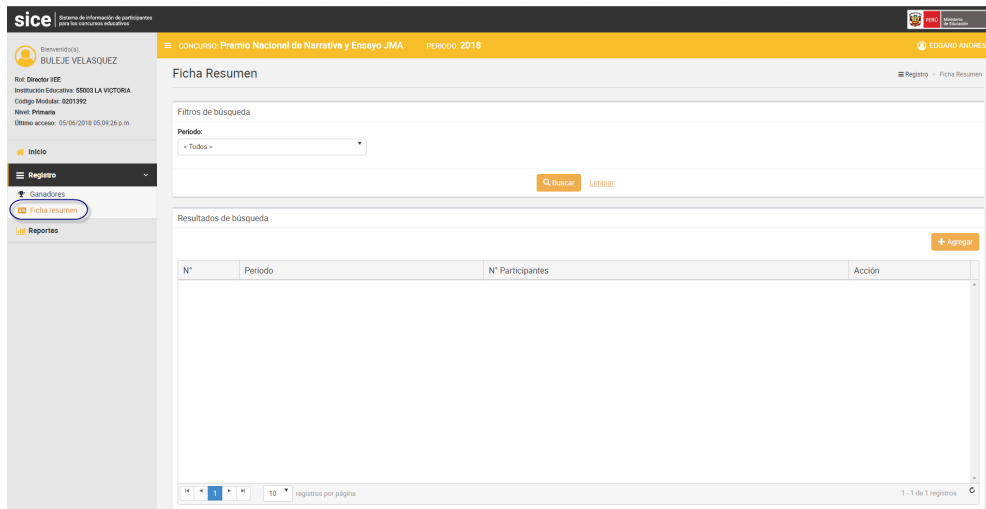 sice Sistema de información de participantes
para los concursos educativos
PERÚ Ministerio
de Educación
Bienvenido(a),
BULEJE VELASQUEZ
CONCURSO: Premio Nacional de Narrativa y Ensayo JMA PERIODO: 2018
EDGARD ANDRES
Rol: Director IIEE
Institución Educativa: 55003 LA VICTORIA
Código Modular: 0201392
Nivel: Primaria
Último acceso: 05/06/2018 05:09:26 p.m.
Inicio
Registro
Ganadores
Ficha resumen
Reportes
Ficha Resumen
Registro > Ficha Resumen
Filtros de búsqueda
Periodo:
< Todos >
Buscar Limpiar
Resultados de búsqueda
+ Agregar
N° Periodo N° Participantes Acción
1 10 registros por página
1 - 1 de 1 registros